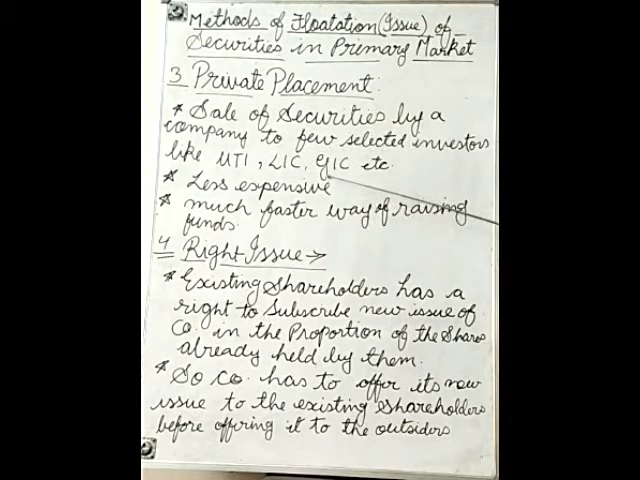 Methods of Floatation (Issue) of
Securities in Primary Market
3 Private Placement:
* Sale of Securities by a
company to few selected investors
like UTI, LIC, GIC etc.
* Less expensive
* much faster way of raising
funds.
4 Right Issue →
* Existing Shareholders has a
right to Subscribe new issue of
Co. in the Proportion of the Shares
already held by them.
* So Co. has to offer its new
issue to the existing shareholders
before offering it to the outsiders